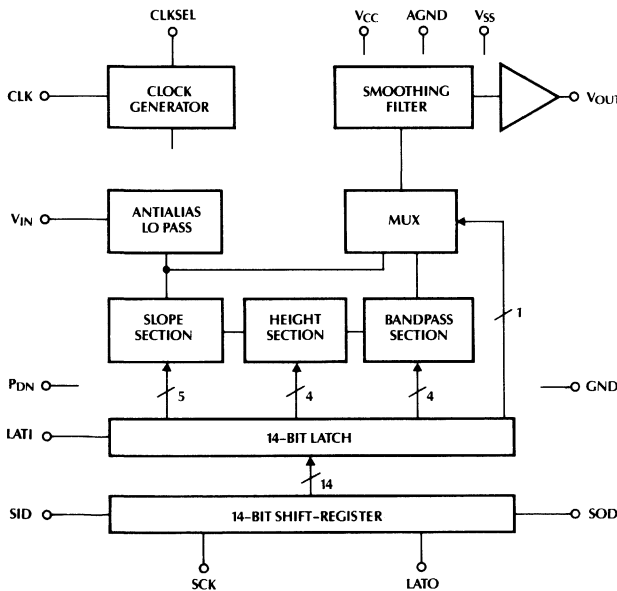 CLKSEL
VCC AGND VSS
CLK
CLOCK
GENERATOR
SMOOTHING
FILTER
VOUT
VIN
ANTIALIAS
LO PASS
MUX
SLOPE
SECTION
HEIGHT
SECTION
BANDPASS
SECTION
1
PDN
5 4 4
GND
LATI
14-BIT LATCH
14
SID
14-BIT SHIFT-REGISTER
SOD
SCK LATO